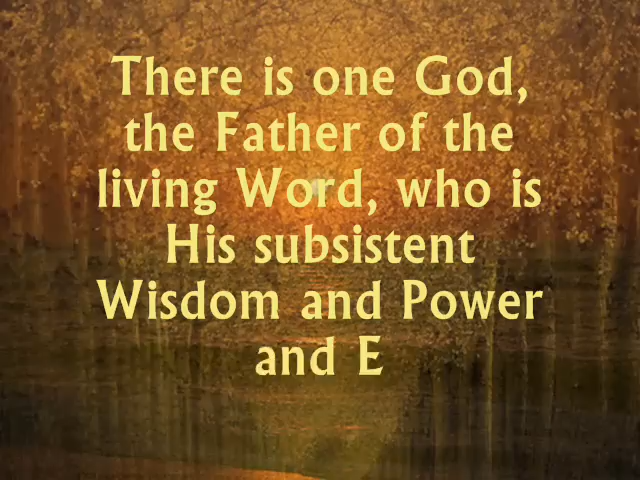 There is one God,
the Father of the
living Word, who is
His subsistent
Wisdom and Power
and E